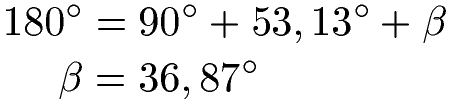 180° = 90° + 53,13° + β
β = 36,87°